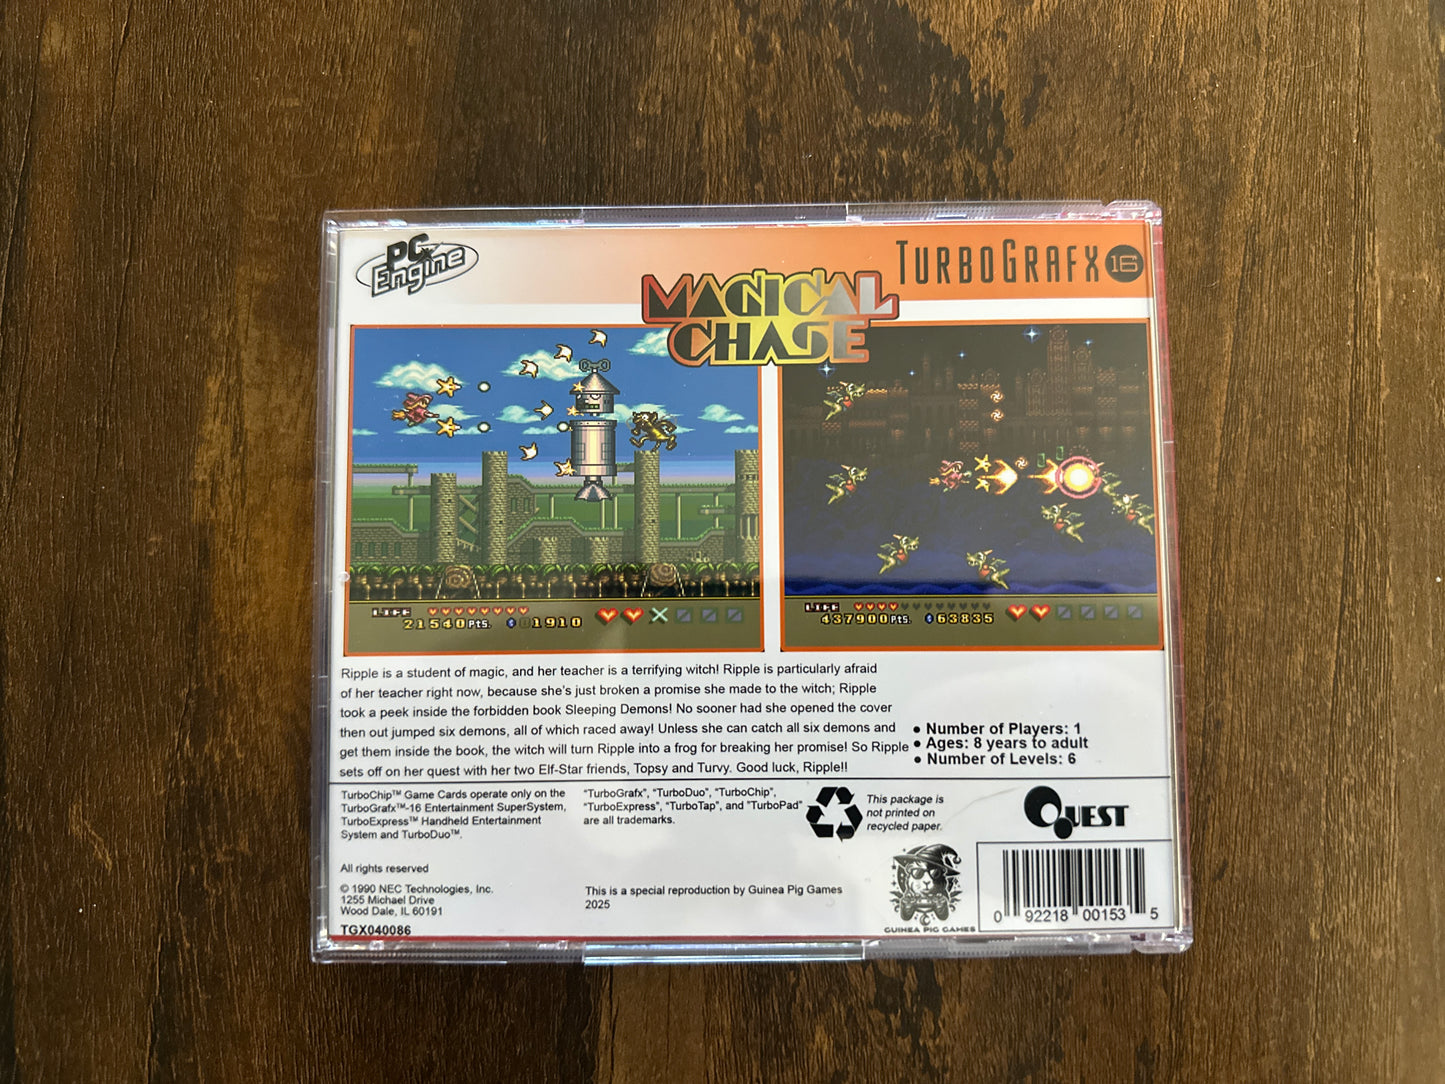 PC Engine
TURBOGRAFX 16
MAGICAL
CHASE
LIFE
21540Pts. 01910
LIFE
437900Pts. 63835
Ripple is a student of magic, and her teacher is a terrifying witch! Ripple is particularly afraid
of her teacher right now, because she's just broken a promise she made to the witch; Ripple
took a peek inside the forbidden book Sleeping Demons! No sooner had she opened the cover
then out jumped six demons, all of which raced away! Unless she can catch all six demons and
get them inside the book, the witch will turn Ripple into a frog for breaking her promise! So Ripple
sets off on her quest with her two Elf-Star friends, Topsy and Turvy. Good luck, Ripple!!
• Number of Players: 1
• Ages: 8 years to adult
• Number of Levels: 6
TurboChip™ Game Cards operate only on the
TurboGrafx™-16 Entertainment SuperSystem,
TurboExpress™ Handheld Entertainment
System and TurboDuo™.
"TurboGrafx", "TurboDuo", "TurboChip",
"TurboExpress", "TurboTap", and "TurboPad"
are all trademarks.
This package is
not printed on
recycled paper.
QUEST
All rights reserved
© 1990 NEC Technologies, Inc.
1255 Michael Drive
Wood Dale, IL 60191
TGX040086
This is a special reproduction by Guinea Pig Games
2025
GUINEA PIG GAMES
0 92218 00153 5